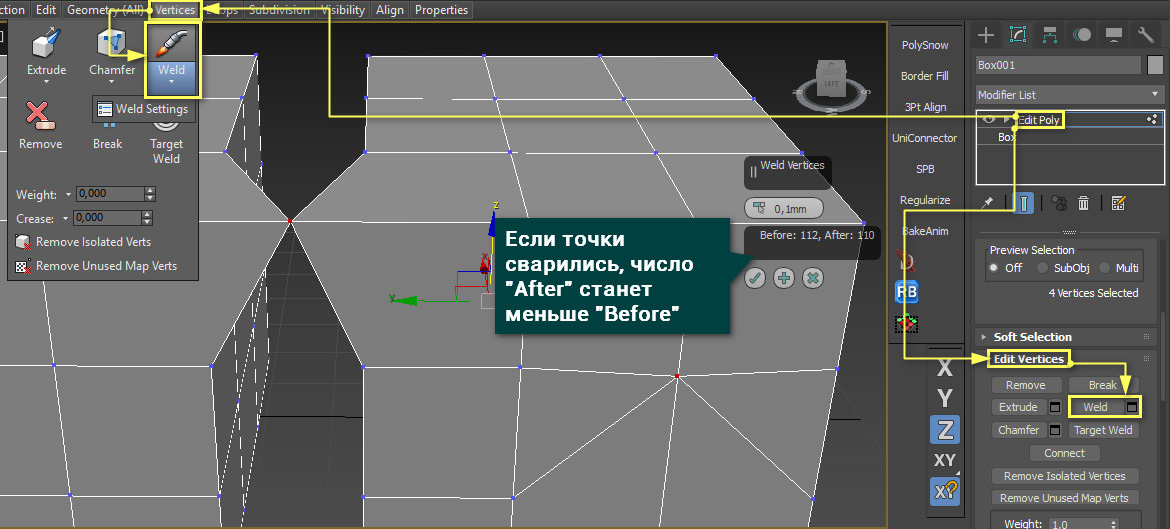 ction Edit Geometry (All) Vertices Loops Subdivision Visibility Align Properties
Extrude Chamfer Weld
Weld Settings
Remove Break Target
Weld
Weight: 0,000
Crease: 0,000
Remove Isolated Verts
Remove Unused Map Verts
LEFT
z
y
Weld Vertices
0,1mm
Before: 112, After: 110
Если точки
сварились, число
"After" станет
меньше "Before"
PolySnow
Border Fill
3Pt Align
UniConnector
SPB
Regularize
BakeAnim
RB
X
Y
Z
XY
XY
Box001
Modifier List
Edit Poly
Box
Preview Selection
Off SubObj Multi
4 Vertices Selected
Soft Selection
Edit Vertices
Remove Break
Extrude Weld
Chamfer Target Weld
Connect
Remove Isolated Vertices
Remove Unused Map Verts
Weight: 1,0